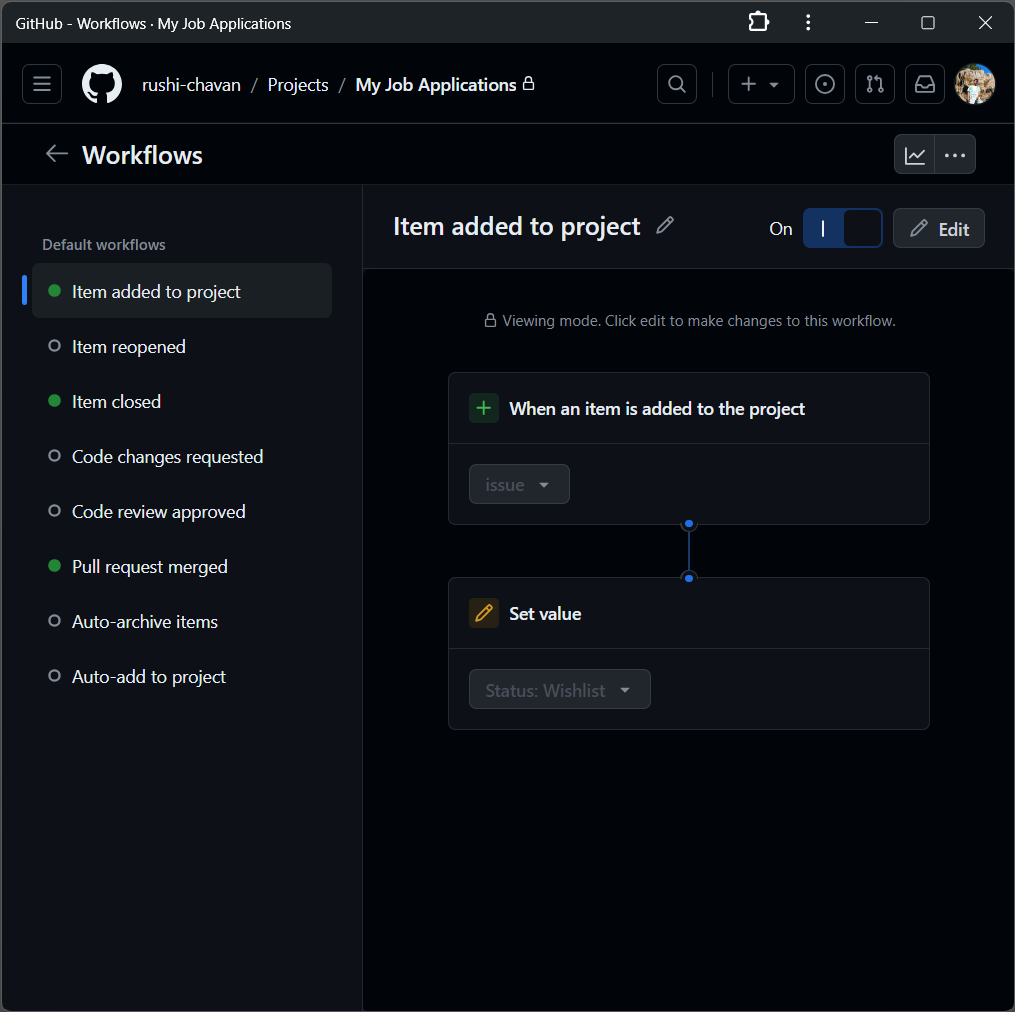 GitHub - Workflows · My Job Applications
rushi-chavan / Projects / My Job Applications
Workflows
Default workflows
Item added to project
Item reopened
Item closed
Code changes requested
Code review approved
Pull request merged
Auto-archive items
Auto-add to project
Item added to project
On
Edit
Viewing mode. Click edit to make changes to this workflow.
When an item is added to the project
issue
Set value
Status: Wishlist